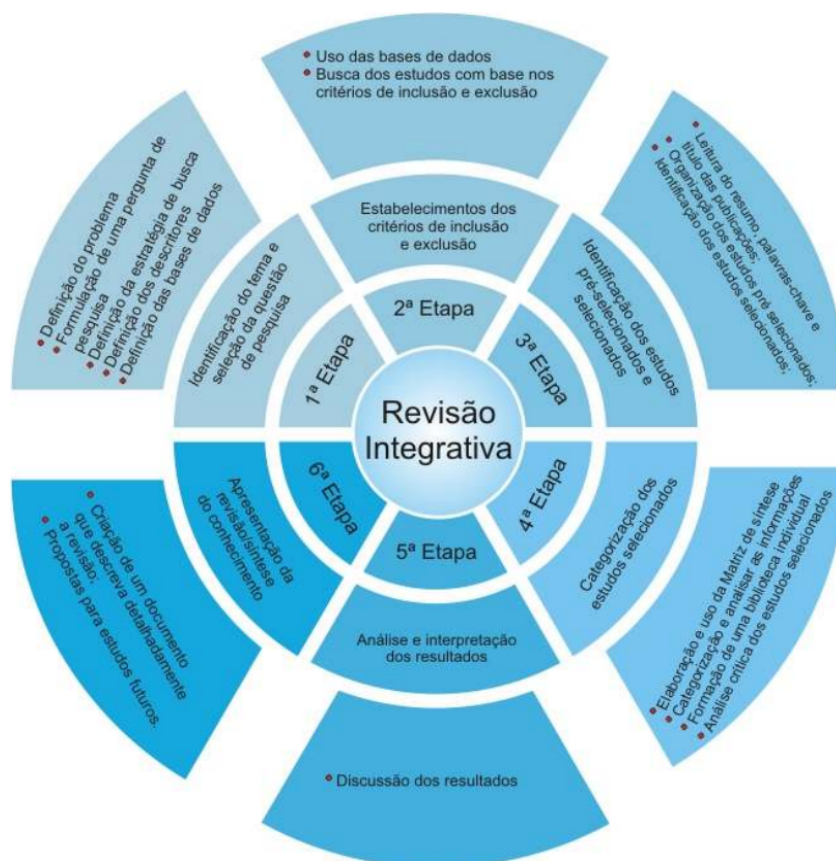 Revisão
Integrativa
1ª Etapa
Identificação do tema e
seleção da questão
de pesquisa
Definição do problema
Formulação de uma pergunta de
pesquisa
Definição da estratégia de busca
Definição dos descritores
Definição das bases de dados
2ª Etapa
Estabelecimentos dos
critérios de inclusão
e exclusão
Uso das bases de dados
Busca dos estudos com base nos
critérios de inclusão e exclusão
3ª Etapa
Identificação dos estudos
pré-selecionados e
selecionados
Leitura do resumo, palavras-chave e
título das publicações;
Organização dos estudos pré selecionados;
Identificação dos estudos selecionados;
4ª Etapa
Categorização dos
estudos selecionados
Elaboração e uso da Matriz de síntese
Categorização e analisar as informações
Formação de uma biblioteca individual
Análise crítica dos estudos selecionados
5ª Etapa
Análise e interpretação
dos resultados
Discussão dos resultados
6ª Etapa
Apresentação da
revisão/síntese
do conhecimento
Criação de um documento
que descreva detalhadamente
a revisão;
Propostas para estudos futuros.